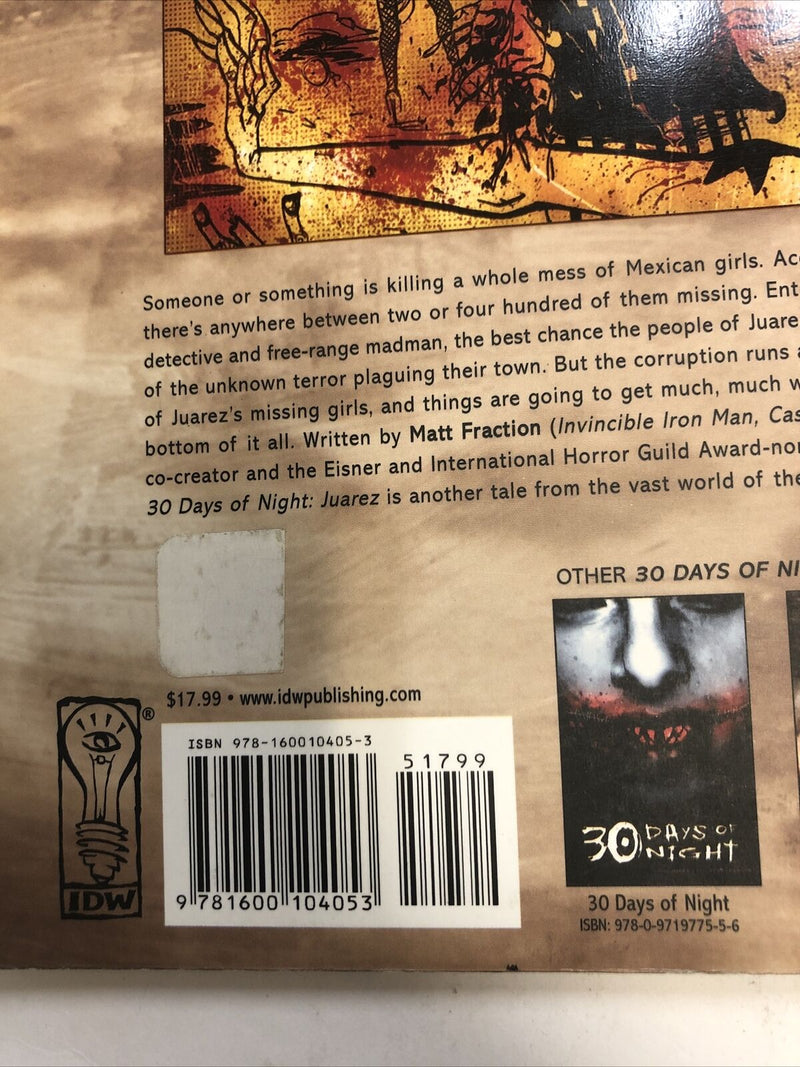 Someone or something is killing a whole mess of Mexican girls. Acc
there's anywhere between two or four hundred of them missing. Ent
detective and free-range madman, the best chance the people of Juare
of the unknown terror plaguing their town. But the corruption runs a
of Juarez's missing girls, and things are going to get much, much w
bottom of it all. Written by Matt Fraction (Invincible Iron Man, Cas
co-creator and the Eisner and International Horror Guild Award-nom
30 Days of Night: Juarez is another tale from the vast world of the
OTHER 30 DAYS OF NI
$17.99 • www.idwpublishing.com
®
IDW
ISBN 978-160010405-3
51799
9 781600 104053
30 DAYS OF
NIGHT
30 Days of Night
ISBN: 978-0-9719775-5-6